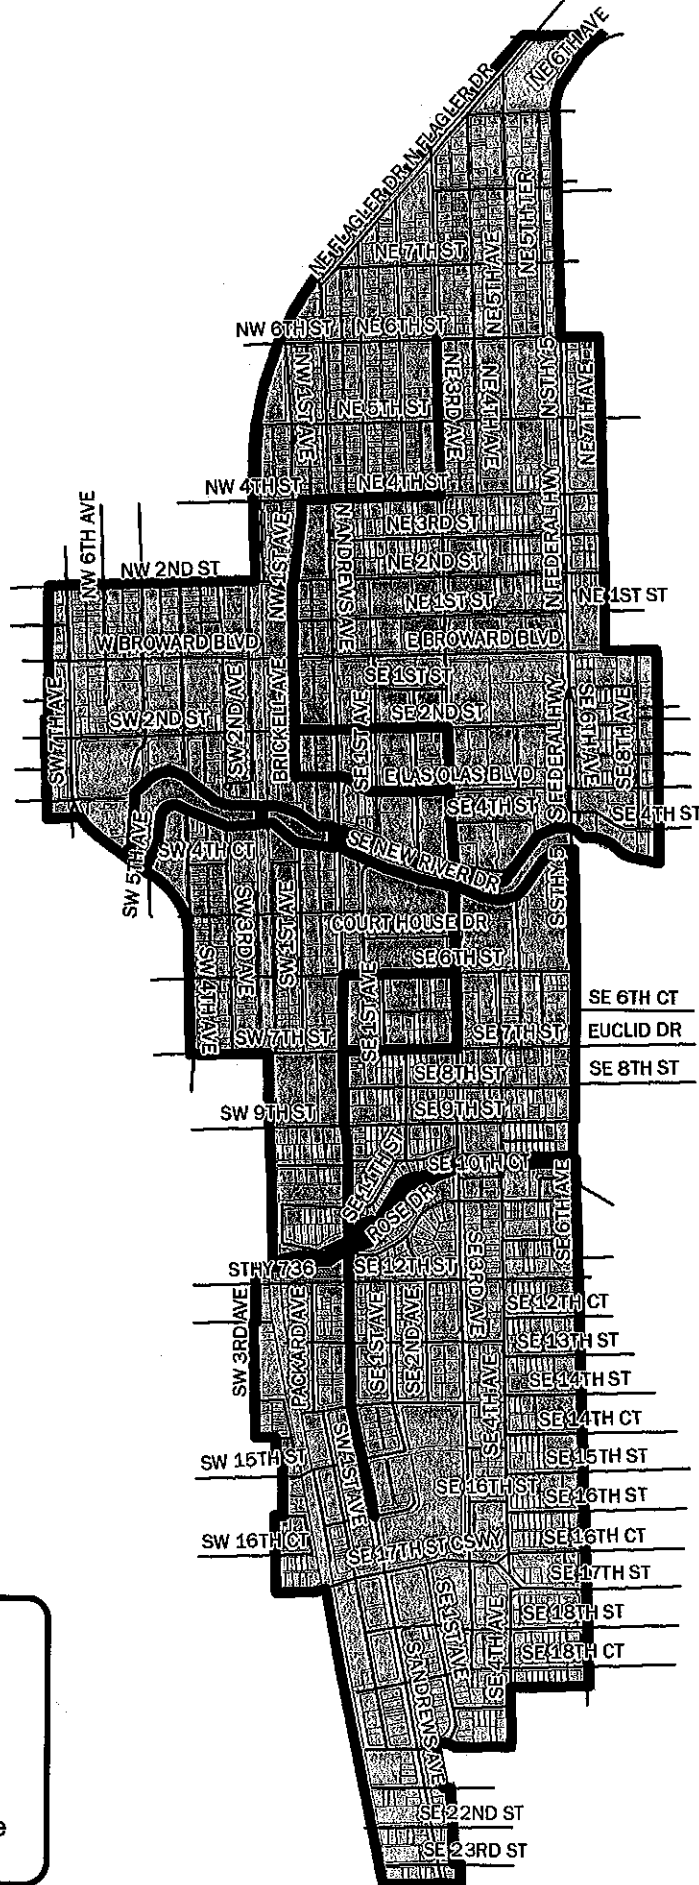 NE 6TH AVE
NE FLAGLER DR
N FLAGLER DR
NE 5TH TER
NE 7TH ST
NE 5TH AVE
NW 6TH ST
NE 6TH ST
N STHY 5
NW 1ST AVE
NE 3RD AVE
NE 4TH AVE
NE 7TH AVE
NE 5TH ST
NW 4TH ST
NE 4TH ST
NW 6TH AVE
NW 1ST AVE
N ANDREWS AVE
NE 3RD ST
N FEDERAL HWY
NW 2ND ST
NE 2ND ST
NE 1ST ST
NE 1ST ST
W BROWARD BLVD
E BROWARD BLVD
SE 1ST ST
SW 7TH AVE
SW 2ND ST
SW 2ND AVE
BRICKELL AVE
SE 1ST AVE
SE 2ND ST
S FEDERAL HWY
SE 6TH AVE
SE 8TH AVE
E LAS OLAS BLVD
SE 4TH ST
SE 4TH ST
SW 5TH AVE
SW 4TH CT
SE NEW RIVER DR
S STHY 5
SW 3RD AVE
SW 1ST AVE
COURT HOUSE DR
SW 4TH AVE
SE 6TH ST
SE 1ST AVE
SE 6TH CT
SW 7TH ST
SE 7TH ST
EUCLID DR
SE 8TH ST
SE 8TH ST
SW 9TH ST
SE 9TH ST
SE 11TH ST
SE 10TH CT
SE 6TH AVE
ROSE DR
STHY 736
SE 12TH ST
SE 3RD AVE
SW 3RD AVE
PACKARD AVE
SE 1ST AVE
SE 2ND AVE
SE 12TH CT
SE 13TH ST
SE 14TH ST
SE 4TH AVE
SE 14TH CT
SW 15TH ST
SW 1ST AVE
SE 15TH ST
SE 16TH ST
SE 16TH ST
SW 16TH CT
SE 16TH CT
SE 17TH ST CSWY
SE 17TH ST
SE 1ST AVE
SE 4TH AVE
SE 18TH ST
SE 18TH CT
S ANDREWS AVE
SE 22ND ST
SE 23RD ST
e